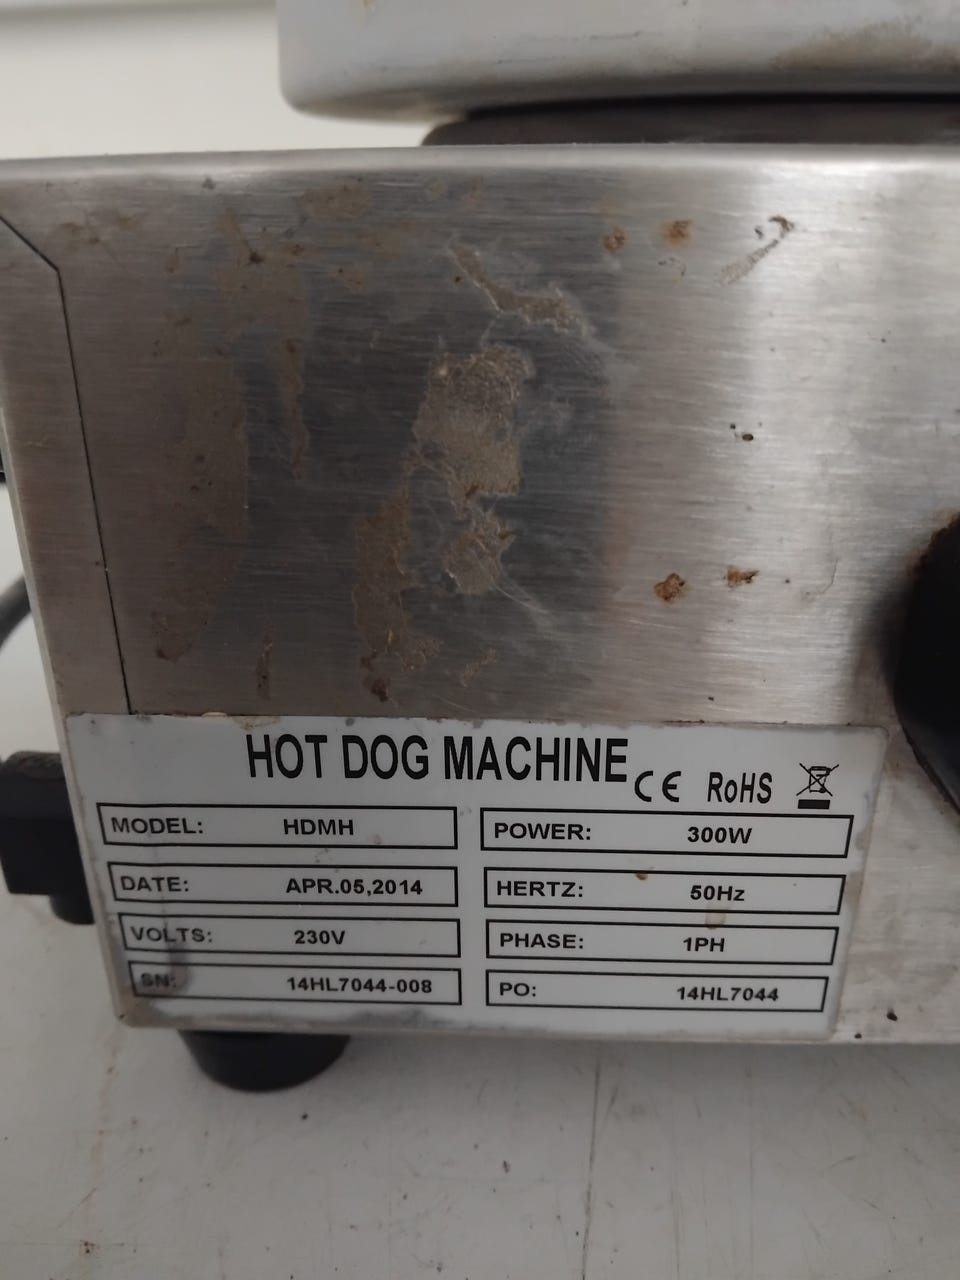 HOT DOG MACHINE
CE RoHS
MODEL: HDMH
POWER: 300W
DATE: APR.05,2014
HERTZ: 50Hz
VOLTS: 230V
PHASE: 1PH
SN: 14HL7044-008
PO: 14HL7044